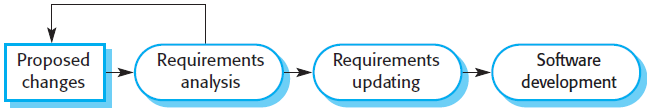 Proposed
changes
Requirements
analysis
Requirements
updating
Software
development